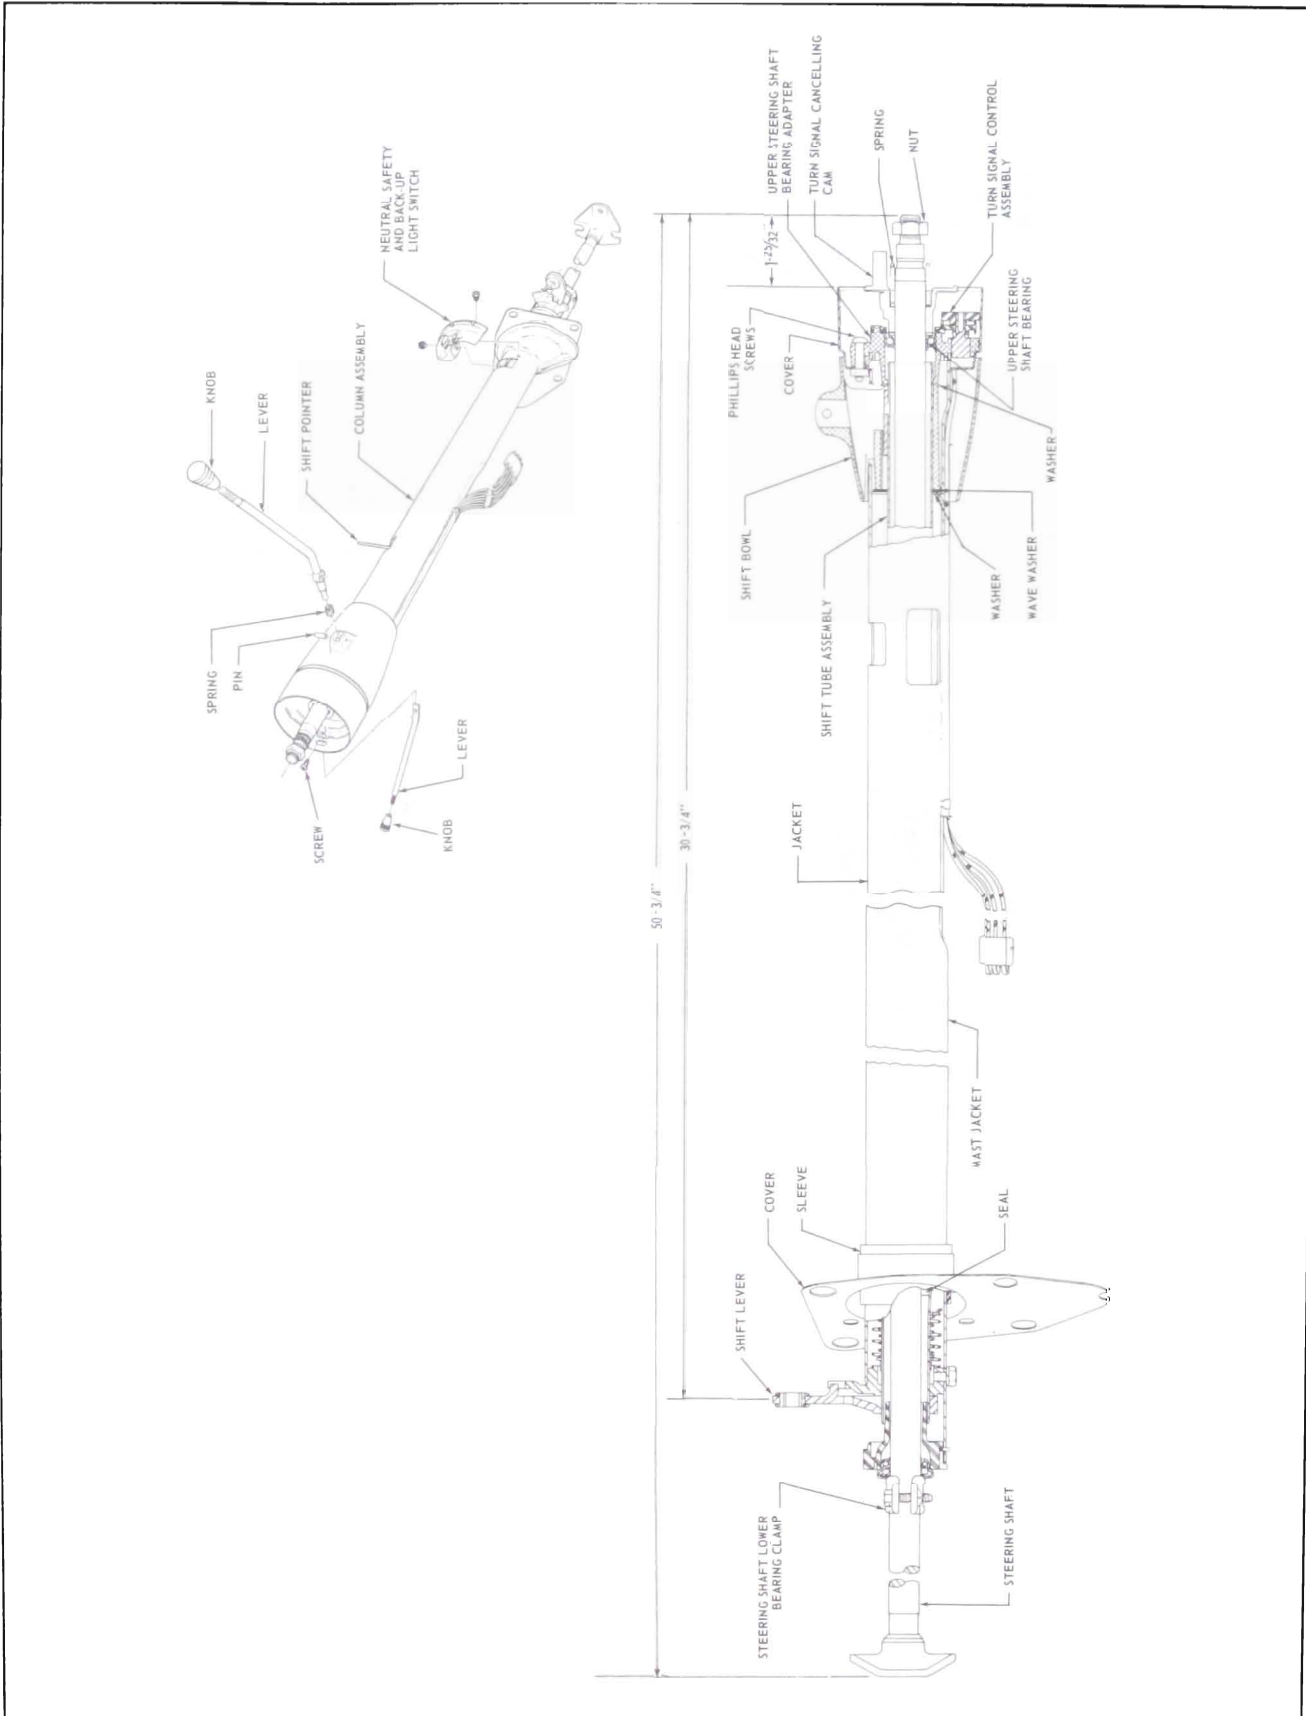 KNOB
LEVER
SHIFT POINTER
COLUMN ASSEMBLY
NEUTRAL SAFETY
AND BACK-UP
LIGHT SWITCH
SPRING
PIN
SCREW
LEVER
KNOB
50-3/4"
30-3/4"
1-25/32"
UPPER STEERING SHAFT
BEARING ADAPTER
TURN SIGNAL CANCELLING
CAM
SPRING
NUT
TURN SIGNAL CONTROL
ASSEMBLY
UPPER STEERING
SHAFT BEARING
PHILLIPS HEAD
SCREWS
COVER
SHIFT BOWL
SHIFT TUBE ASSEMBLY
WASHER
WAVE WASHER
WASHER
JACKET
MAST JACKET
COVER
SLEEVE
SEAL
SHIFT LEVER
STEERING SHAFT LOWER
BEARING CLAMP
STEERING SHAFT